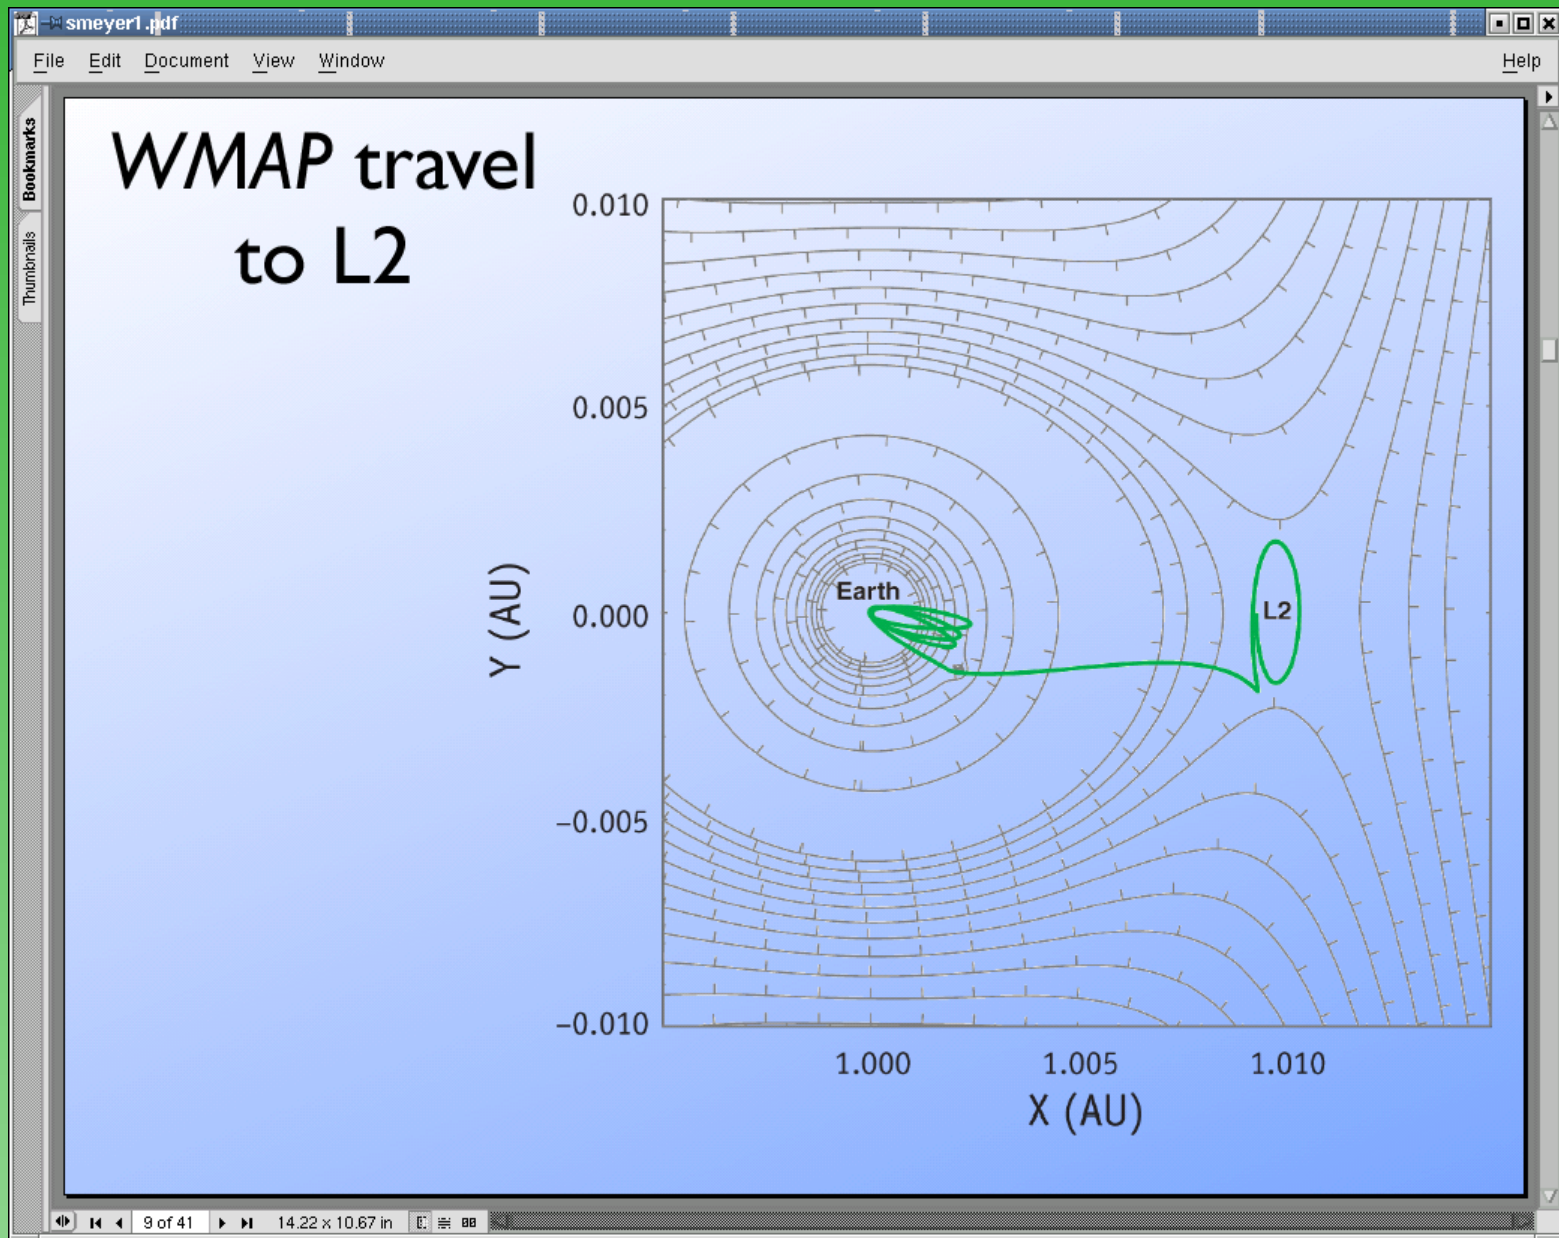 smeyer1.pdf
File Edit Document View Window Help
Bookmarks
Thumbnails
WMAP travel
to L2
0.010
0.005
0.000
−0.005
−0.010
Y (AU)
Earth
L2
1.000 1.005 1.010
X (AU)
9 of 41 14.22 x 10.67 in